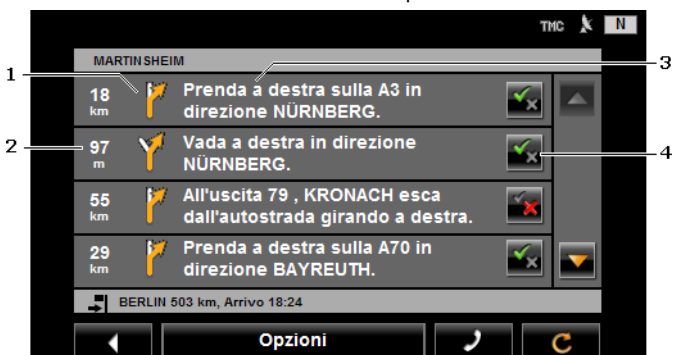 TMC N
MARTINSHEIM
1
3
18 km
Prenda a destra sulla A3 in
direzione NÜRNBERG.
2
97 m
Vada a destra in direzione
NÜRNBERG.
4
55 km
All'uscita 79 , KRONACH esca
dall'autostrada girando a destra.
29 km
Prenda a destra sulla A70 in
direzione BAYREUTH.
BERLIN 503 km, Arrivo 18:24
Opzioni